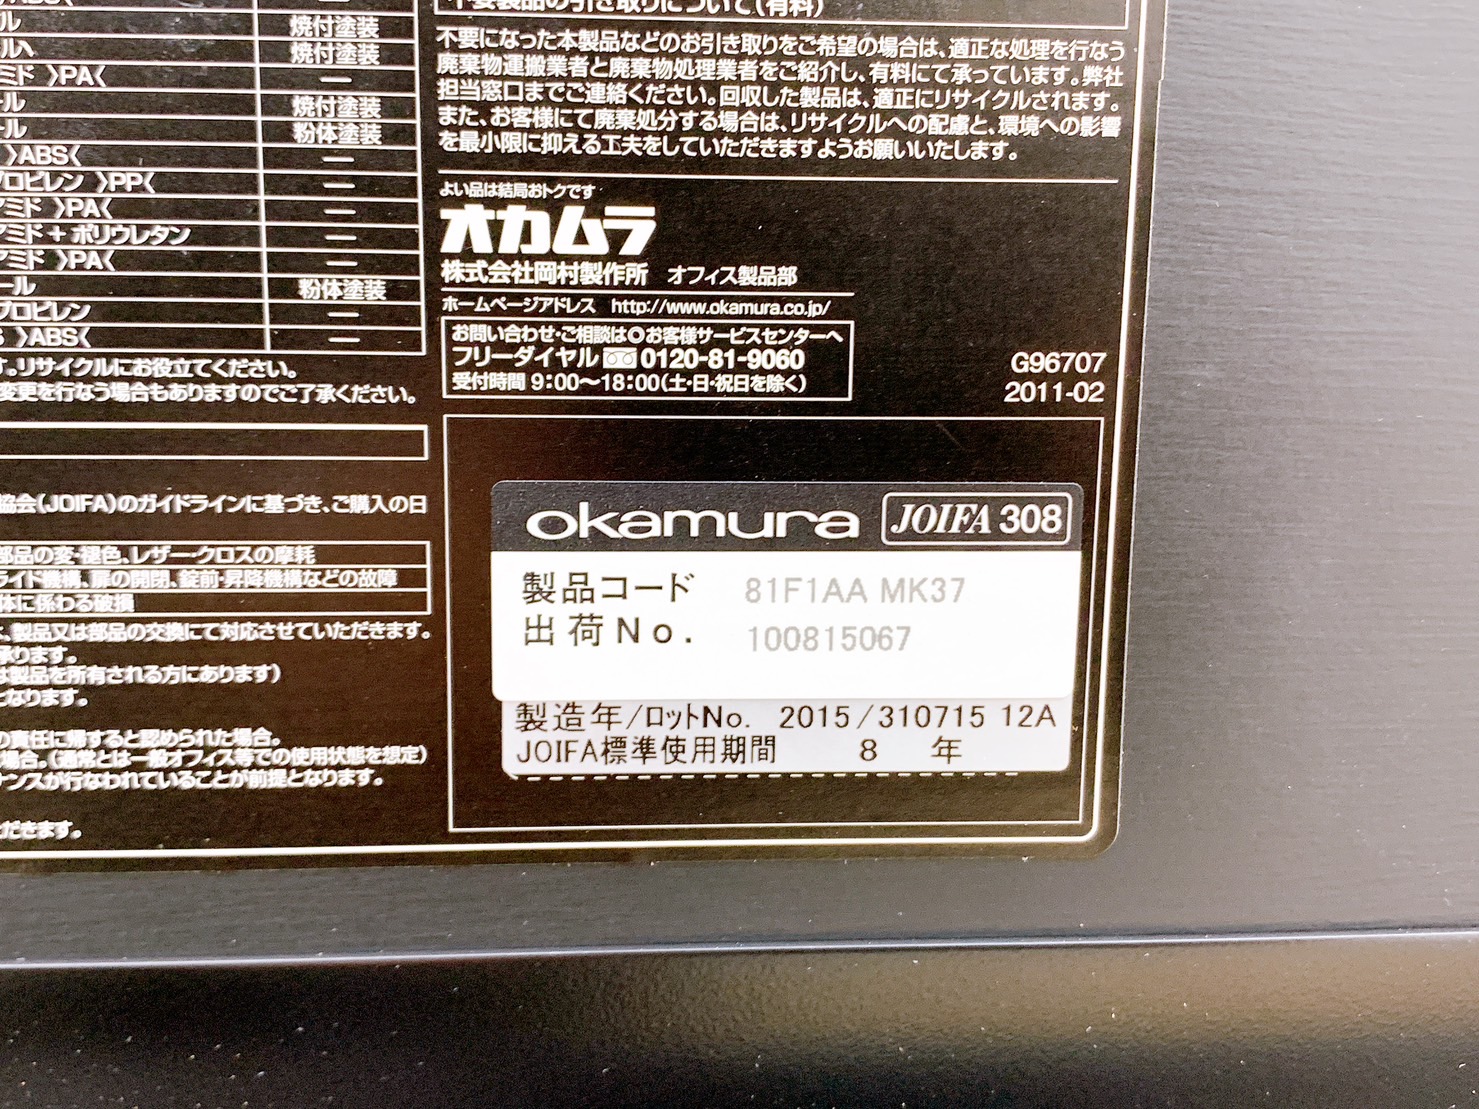 焼付塗装
ル
焼付塗装
ミド 〉PA〈 —
ール 焼付塗装
ール 粉体塗装
〉ABS〈 —
プロピレン 〉PP〈 —
アミド 〉PA〈 —
アミド + ポリウレタン —
アミド 〉PA〈 —
ール 粉体塗装
プロピレン —
〉ABS〈 —
す。リサイクルにお役立てください。
変更を行なう場合もありますのでご了承ください。
協会(JOIFA)のガイドラインに基づき、ご購入の日
部品の変・褪色、レザー・クロスの摩耗
ライド機構、扉の開閉、錠前・昇降機構などの故障
体に係わる破損
、製品又は部品の交換にて対応させていただきます。
承ります。
は製品を所有される方にあります)
となります。
の責任に帰すると認められた場合。
場合。(通常とは一般オフィス等での使用状態を想定)
ナンスが行なわれていることが前提となります。
だきます。
不要製品の引き取りについて(有料)
不要になった本製品などのお引き取りをご希望の場合は、適正な処理を行なう
廃棄物運搬業者と廃棄物処理業者をご紹介し、有料にて承っています。弊社
担当窓口までご連絡ください。回収した製品は、適正にリサイクルされます。
また、お客様にて廃棄処分する場合は、リサイクルへの配慮と、環境への影響
を最小限に抑える工夫をしていただきますようお願いいたします。
よい品は結局おトクです
オカムラ
株式会社岡村製作所 オフィス製品部
ホームページアドレス http://www.okamura.co.jp/
お問い合わせ・ご相談は◎お客様サービスセンターへ
フリーダイヤル 0120-81-9060
受付時間 9:00〜18:00(土・日・祝日を除く)
G96707
2011-02
okamura JOIFA 308
製品コード 81F1AA MK37
出荷No. 100815067
製造年/ロットNo. 2015/310715 12A
JOIFA標準使用期間 8 年